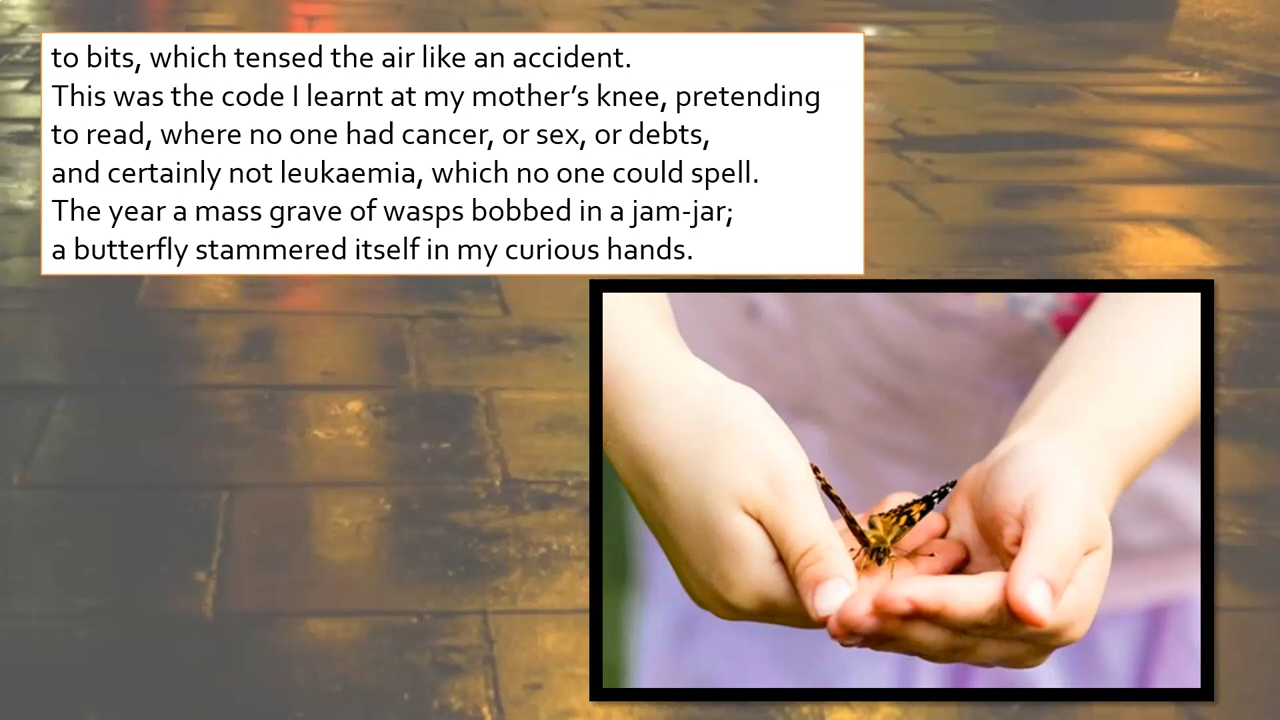 to bits, which tensed the air like an accident.
This was the code I learnt at my mother’s knee, pretending
to read, where no one had cancer, or sex, or debts,
and certainly not leukaemia, which no one could spell.
The year a mass grave of wasps bobbed in a jam-jar;
a butterfly stammered itself in my curious hands.